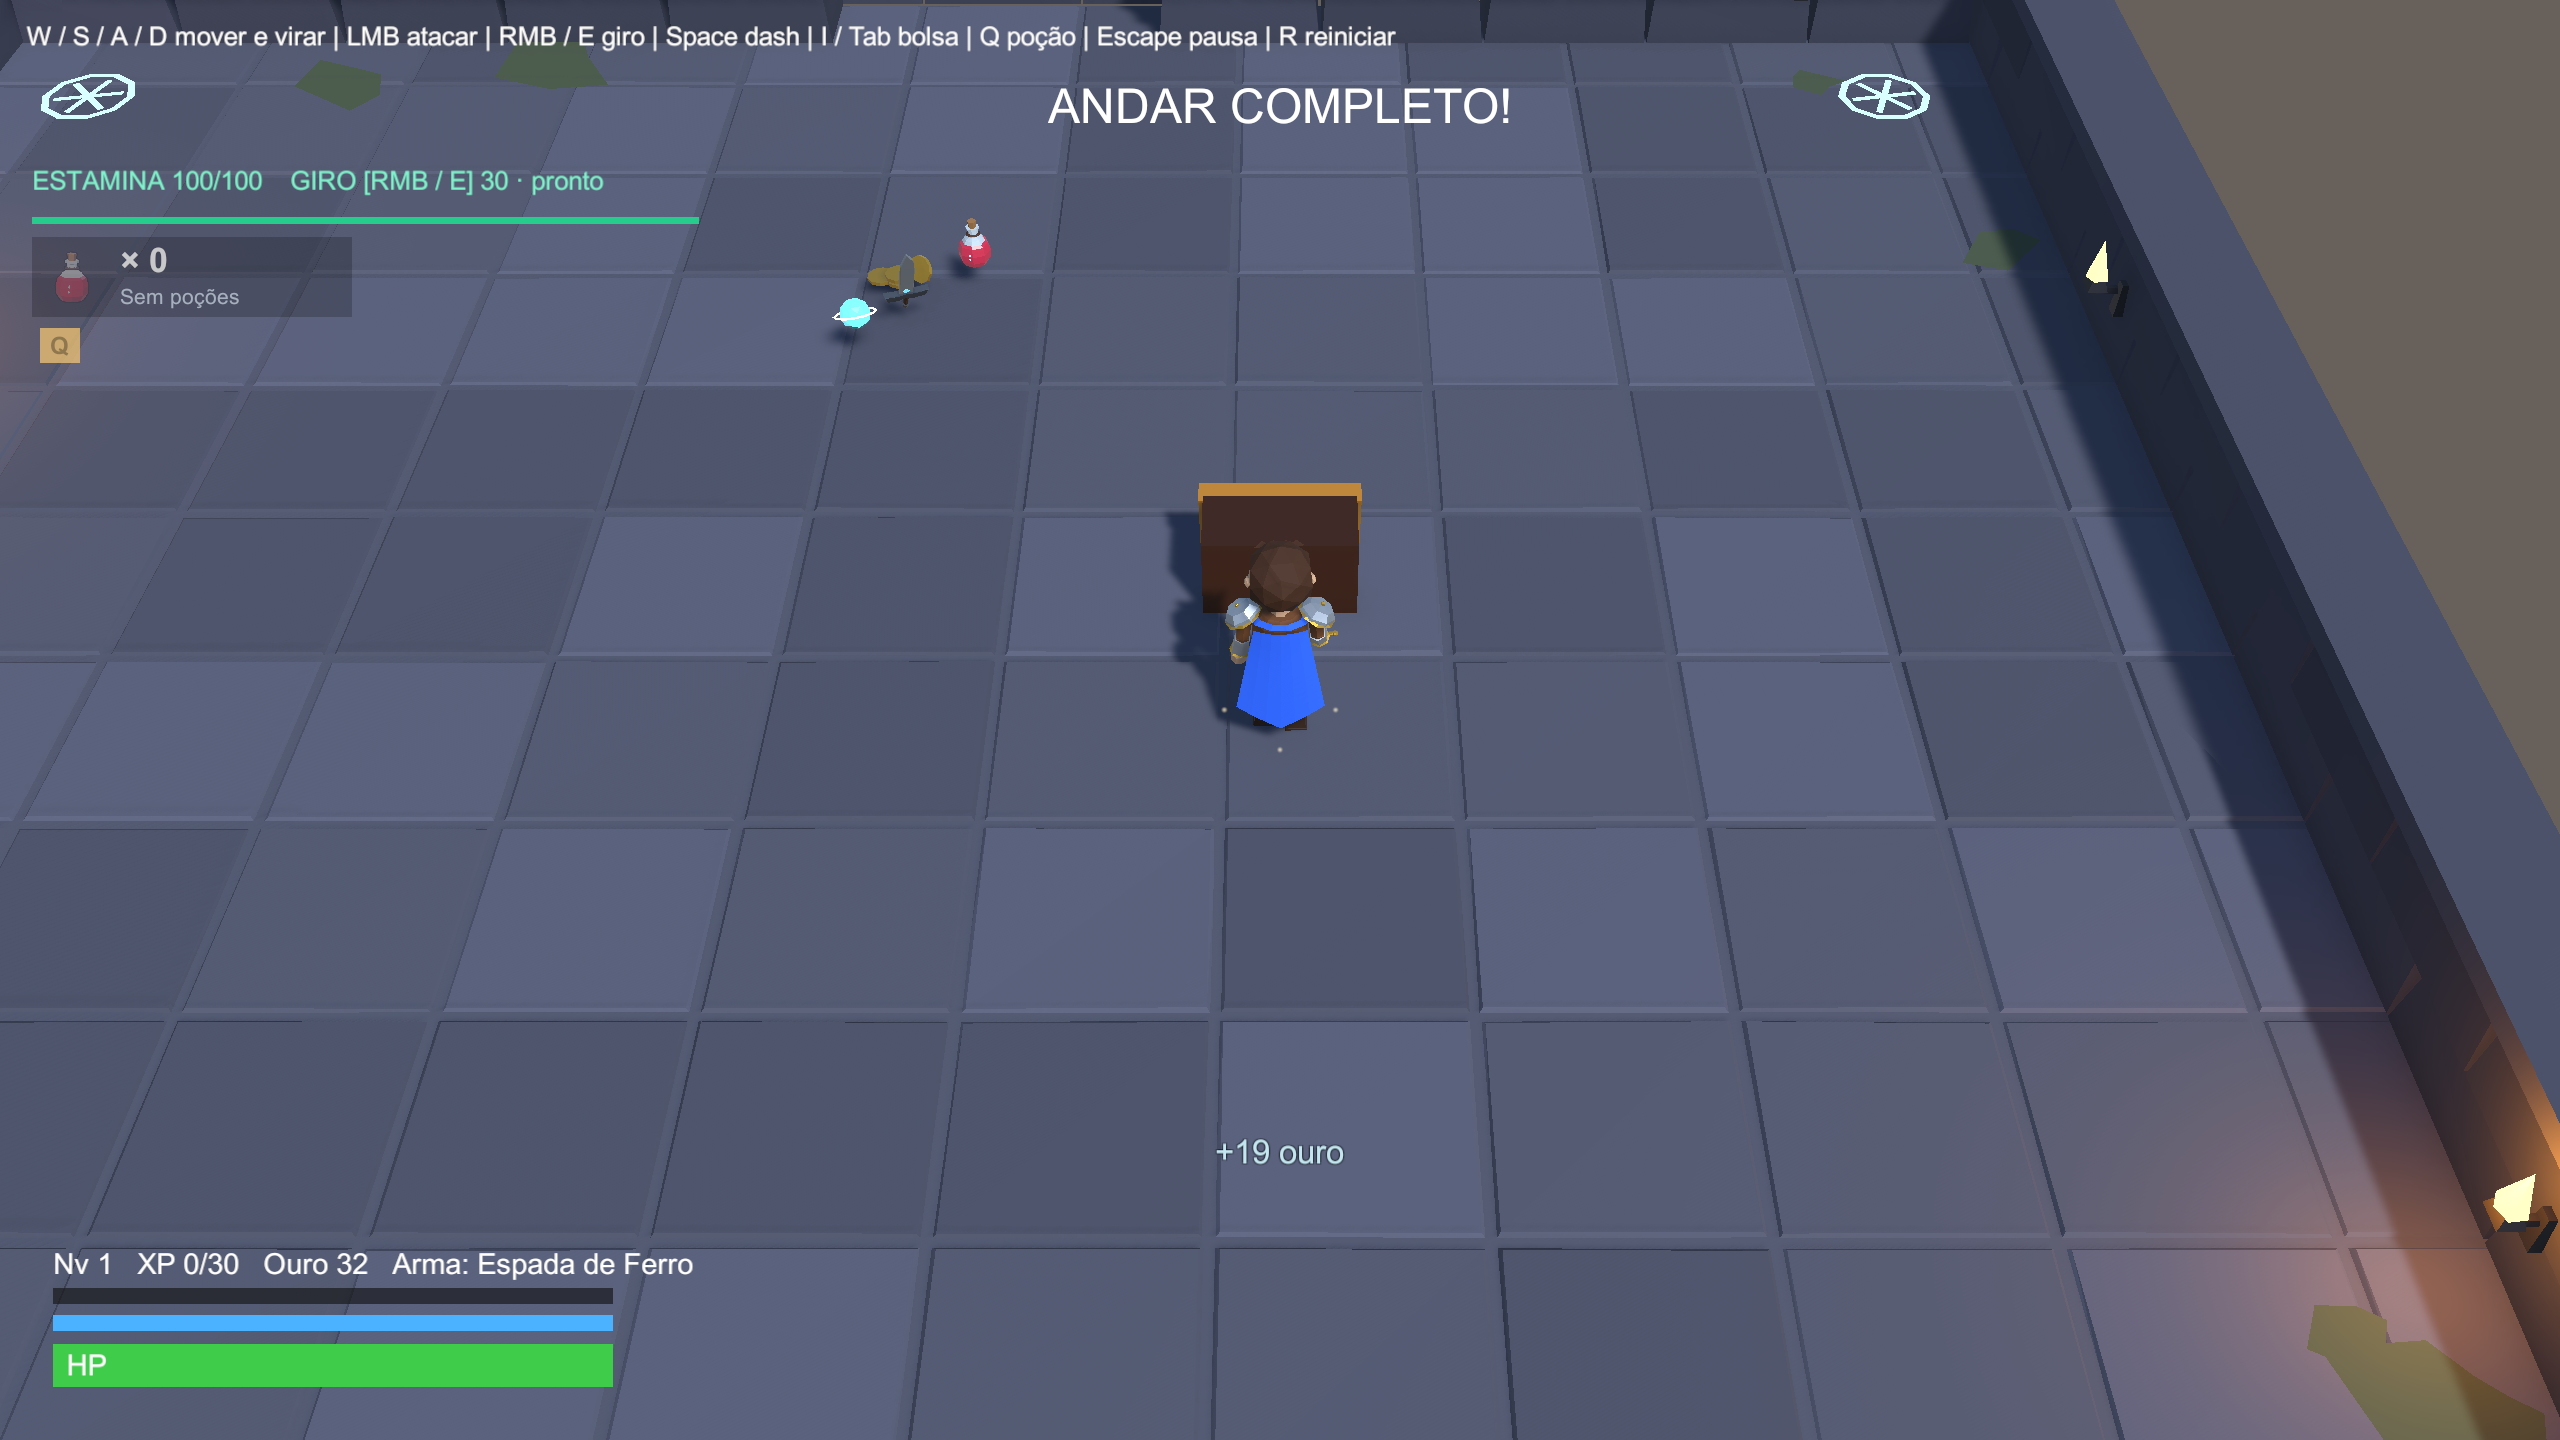 W / S / A / D mover e virar | LMB atacar | RMB / E giro | Space dash | I / Tab bolsa | Q poção | Escape pausa | R reiniciar
ANDAR COMPLETO!
ESTAMINA 100/100 GIRO [RMB / E] 30 · pronto
× 0
Sem poções
Q
+19 ouro
Nv 1 XP 0/30 Ouro 32 Arma: Espada de Ferro
HP